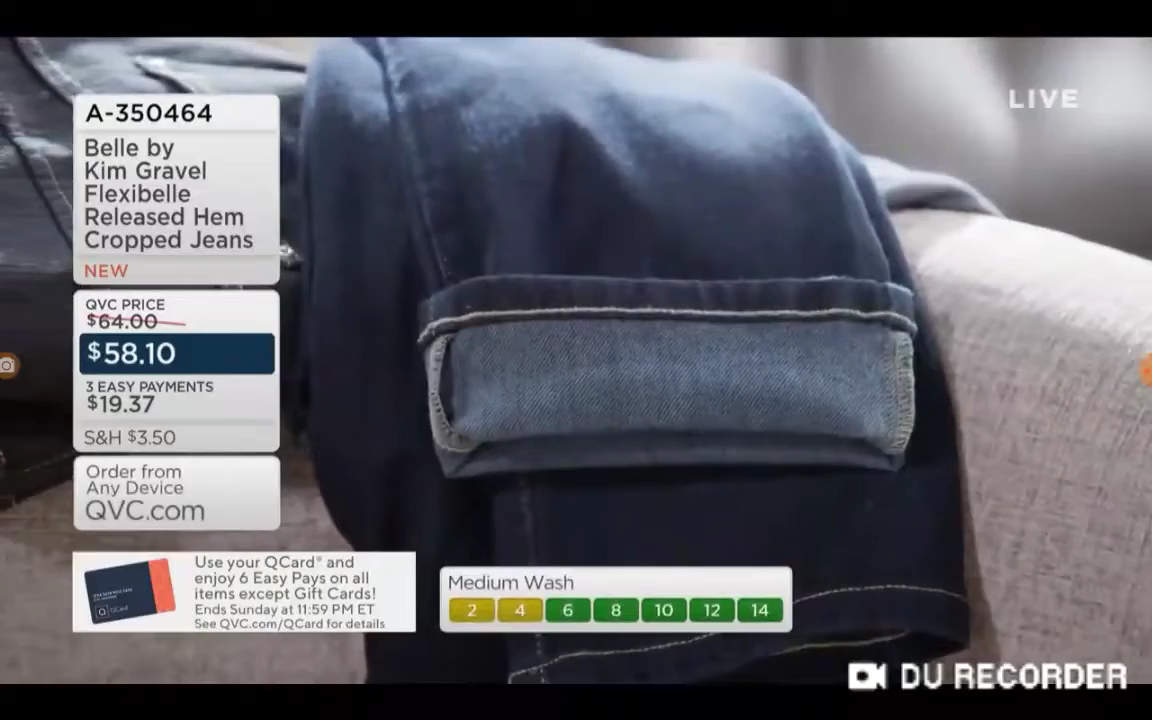 A-350464
Belle by
Kim Gravel
Flexibelle
Released Hem
Cropped Jeans
NEW
QVC PRICE
$64.00
$58.10
3 EASY PAYMENTS
$19.37
S&H $3.50
Order from
Any Device
QVC.com
Use your QCard® and
enjoy 6 Easy Pays on all
items except Gift Cards!
Ends Sunday at 11:59 PM ET
See QVC.com/QCard for details
QCard
Medium Wash
2 4 6 8 10 12 14
LIVE
DU RECORDER